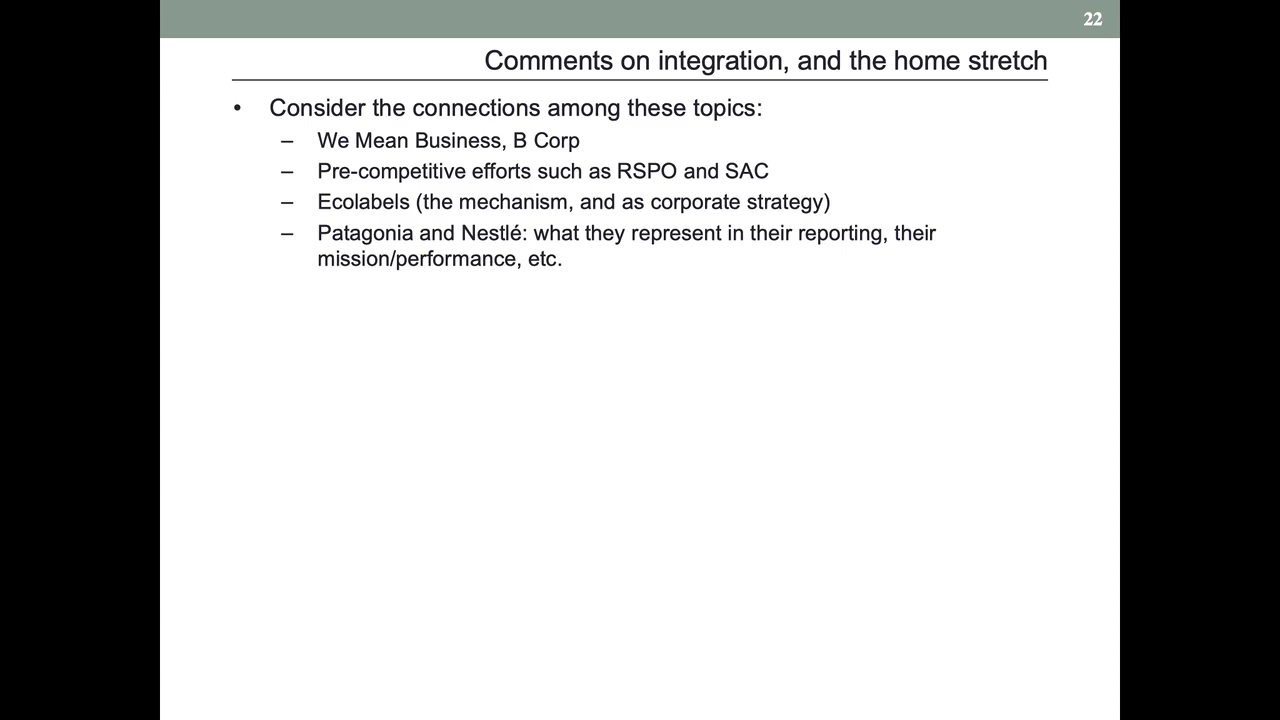 22
Comments on integration, and the home stretch
• Consider the connections among these topics:
– We Mean Business, B Corp
– Pre-competitive efforts such as RSPO and SAC
– Ecolabels (the mechanism, and as corporate strategy)
– Patagonia and Nestlé: what they represent in their reporting, their
mission/performance, etc.